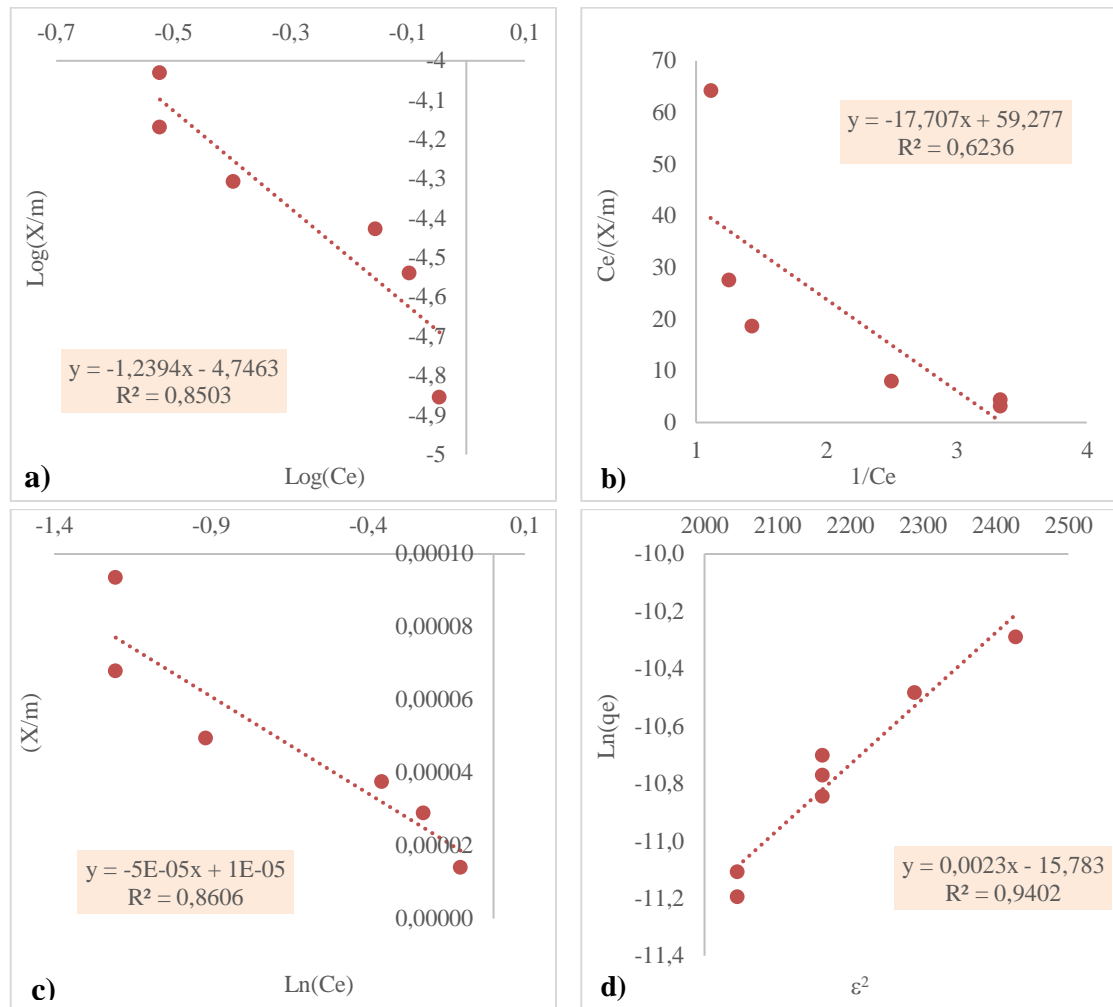 -0,7 -0,5 -0,3 -0,1 0,1
-4
-4,1
-4,2
-4,3
-4,4
-4,5
-4,6
-4,7
-4,8
-4,9
-5
Log(X/m)
y = -1,2394x - 4,7463
R² = 0,8503
a)
Log(Ce)
70
60
50
40
30
20
10
0
Ce/(X/m)
y = -17,707x + 59,277
R² = 0,6236
1 2 3 4
b)
1/Ce
-1,4 -0,9 -0,4 0,1
0,00010
0,00008
0,00006
0,00004
0,00002
0,00000
(X/m)
y = -5E-05x + 1E-05
R² = 0,8606
c)
Ln(Ce)
2000 2100 2200 2300 2400 2500
-10,0
-10,2
-10,4
-10,6
-10,8
-11,0
-11,2
-11,4
Ln(qe)
y = 0,0023x - 15,783
R² = 0,9402
d)
ε²